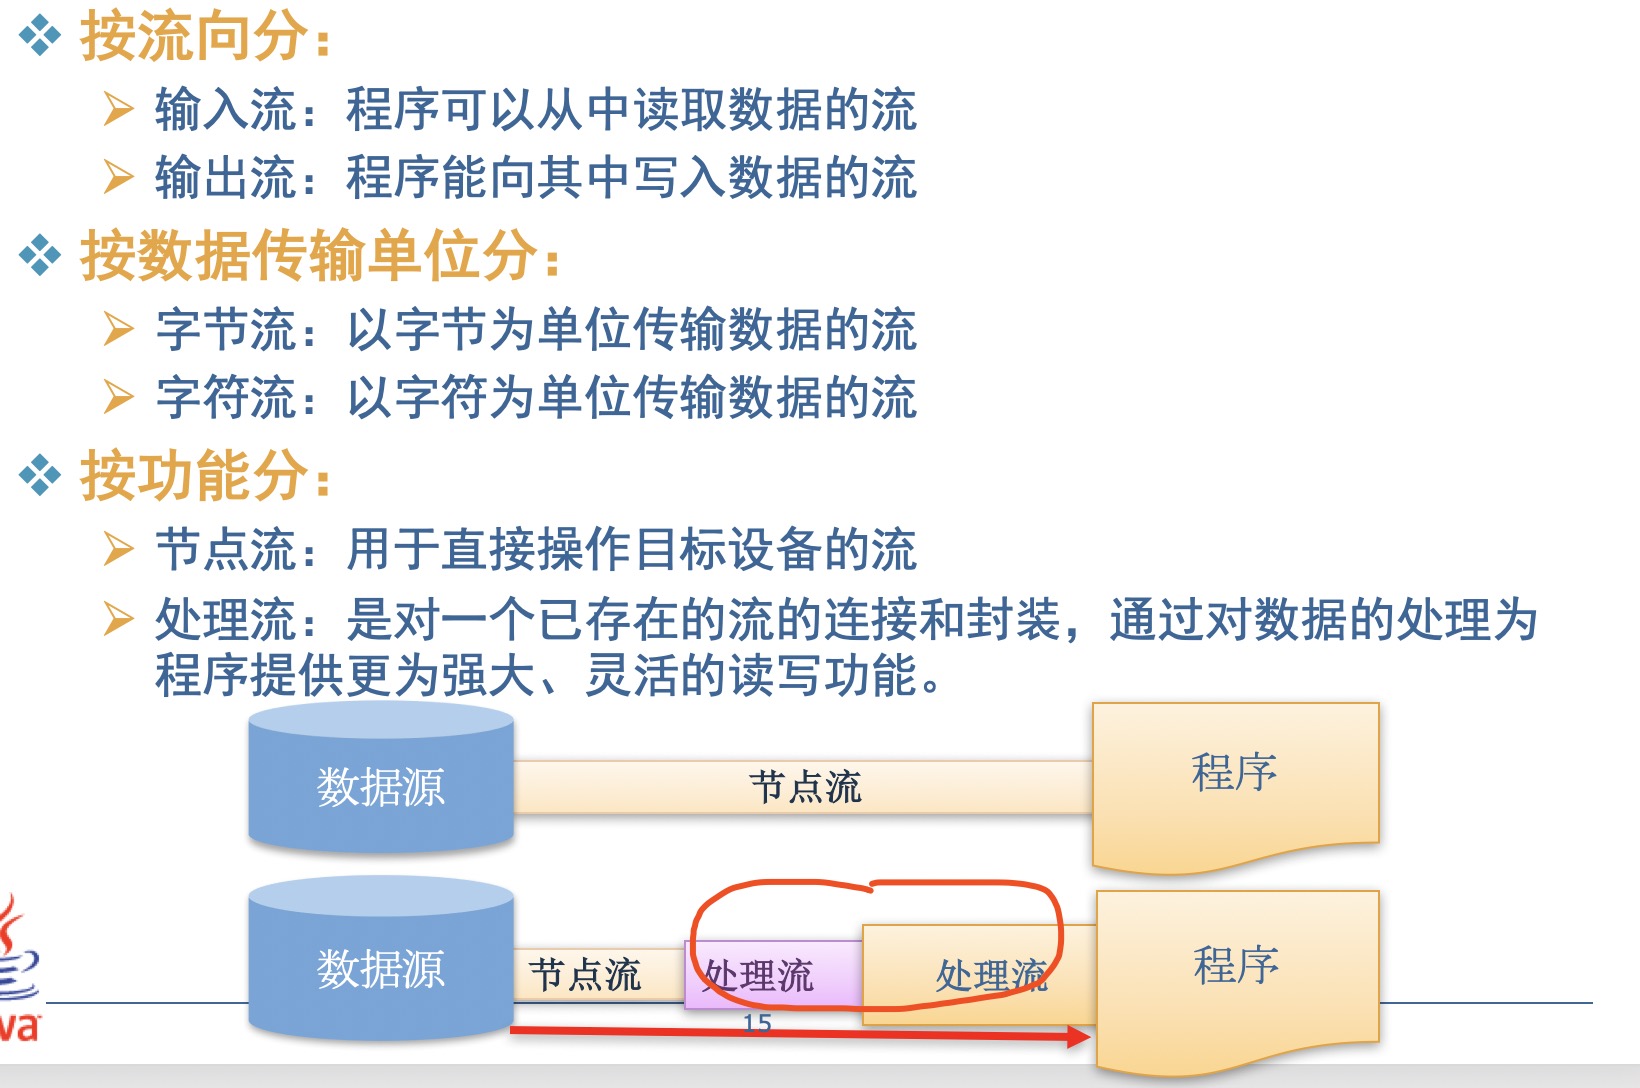 按流向分：
输入流：程序可以从中读取数据的流
输出流：程序能向其中写入数据的流
按数据传输单位分：
字节流：以字节为单位传输数据的流
字符流：以字符为单位传输数据的流
按功能分：
节点流：用于直接操作目标设备的流
处理流：是对一个已存在的流的连接和封装，通过对数据的处理为
程序提供更为强大、灵活的读写功能。
数据源
节点流
程序
数据源
节点流
处理流
处理流
程序
va
15